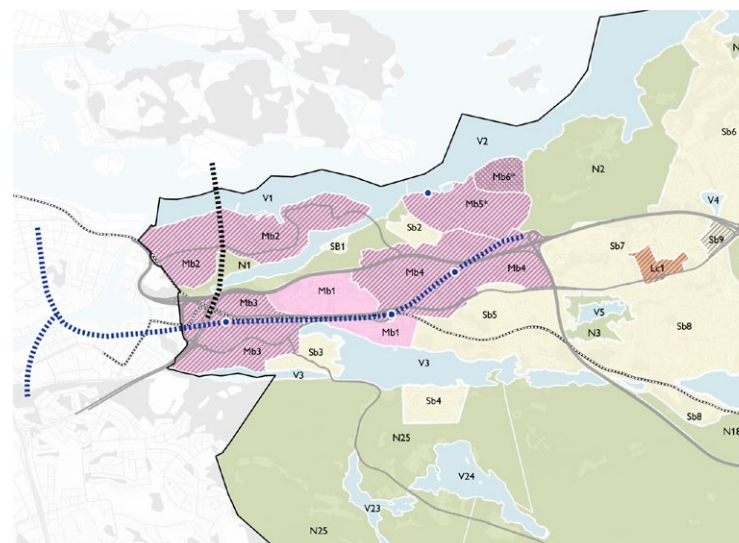 N
Sb6
V2
N2
Mb6*
V1
Mb5*
V4
Mb2
Sb2
Sb9
SB1
Sb7
Mb2
N1
Mb4
Mb4
Lc1
Mb1
Mb3
V5
Sb5
Mb1
N3
Sb8
Mb3
Sb3
V3
V3
Sb4
Sb8
N18
N25
V24
V23
N25